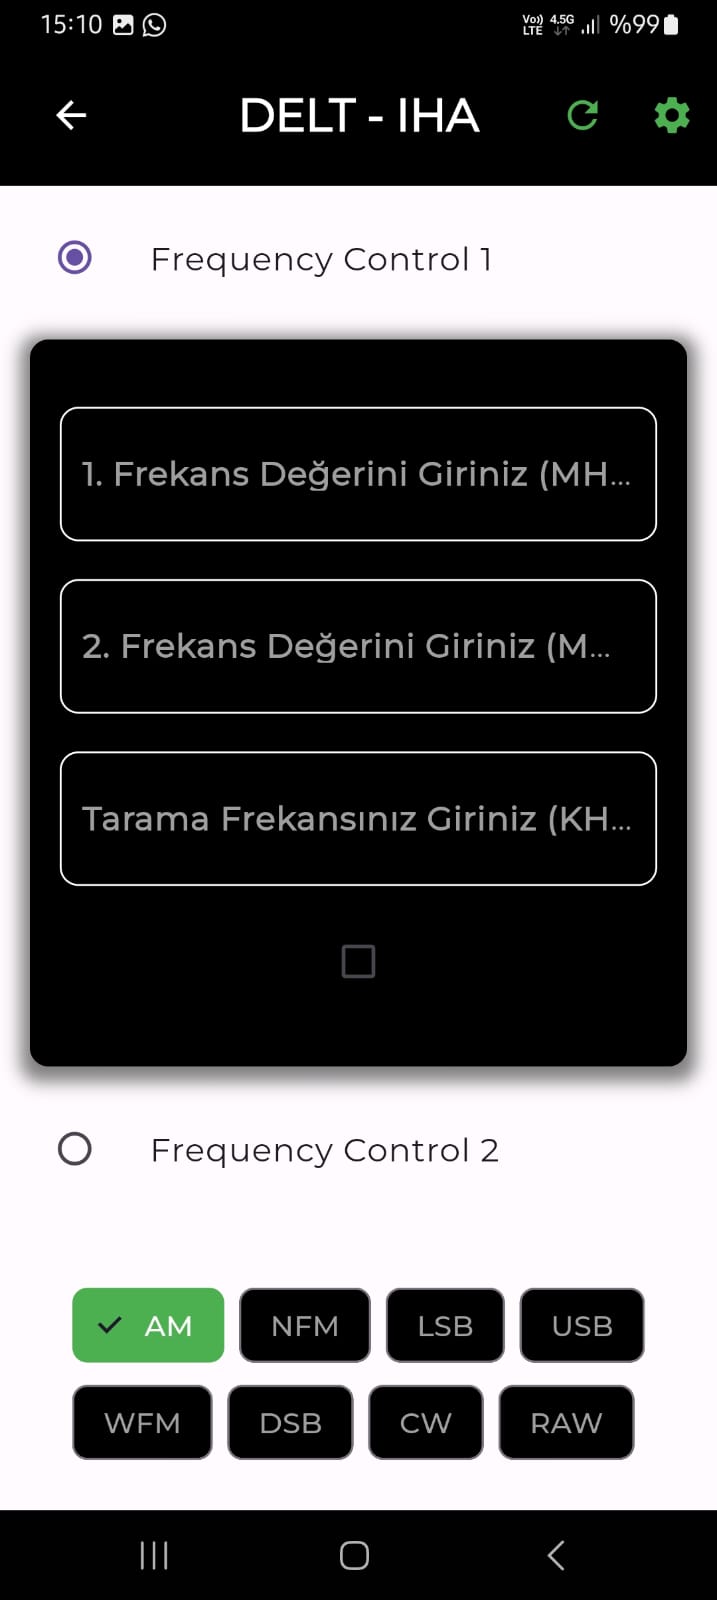 15:10 Vo)) LTE 4.5G %99
DELT - IHA
Frequency Control 1
1. Frekans Değerini Giriniz (MH...
2. Frekans Değerini Giriniz (M...
Tarama Frekansınız Giriniz (KH...
Frequency Control 2
AM NFM LSB USB
WFM DSB CW RAW